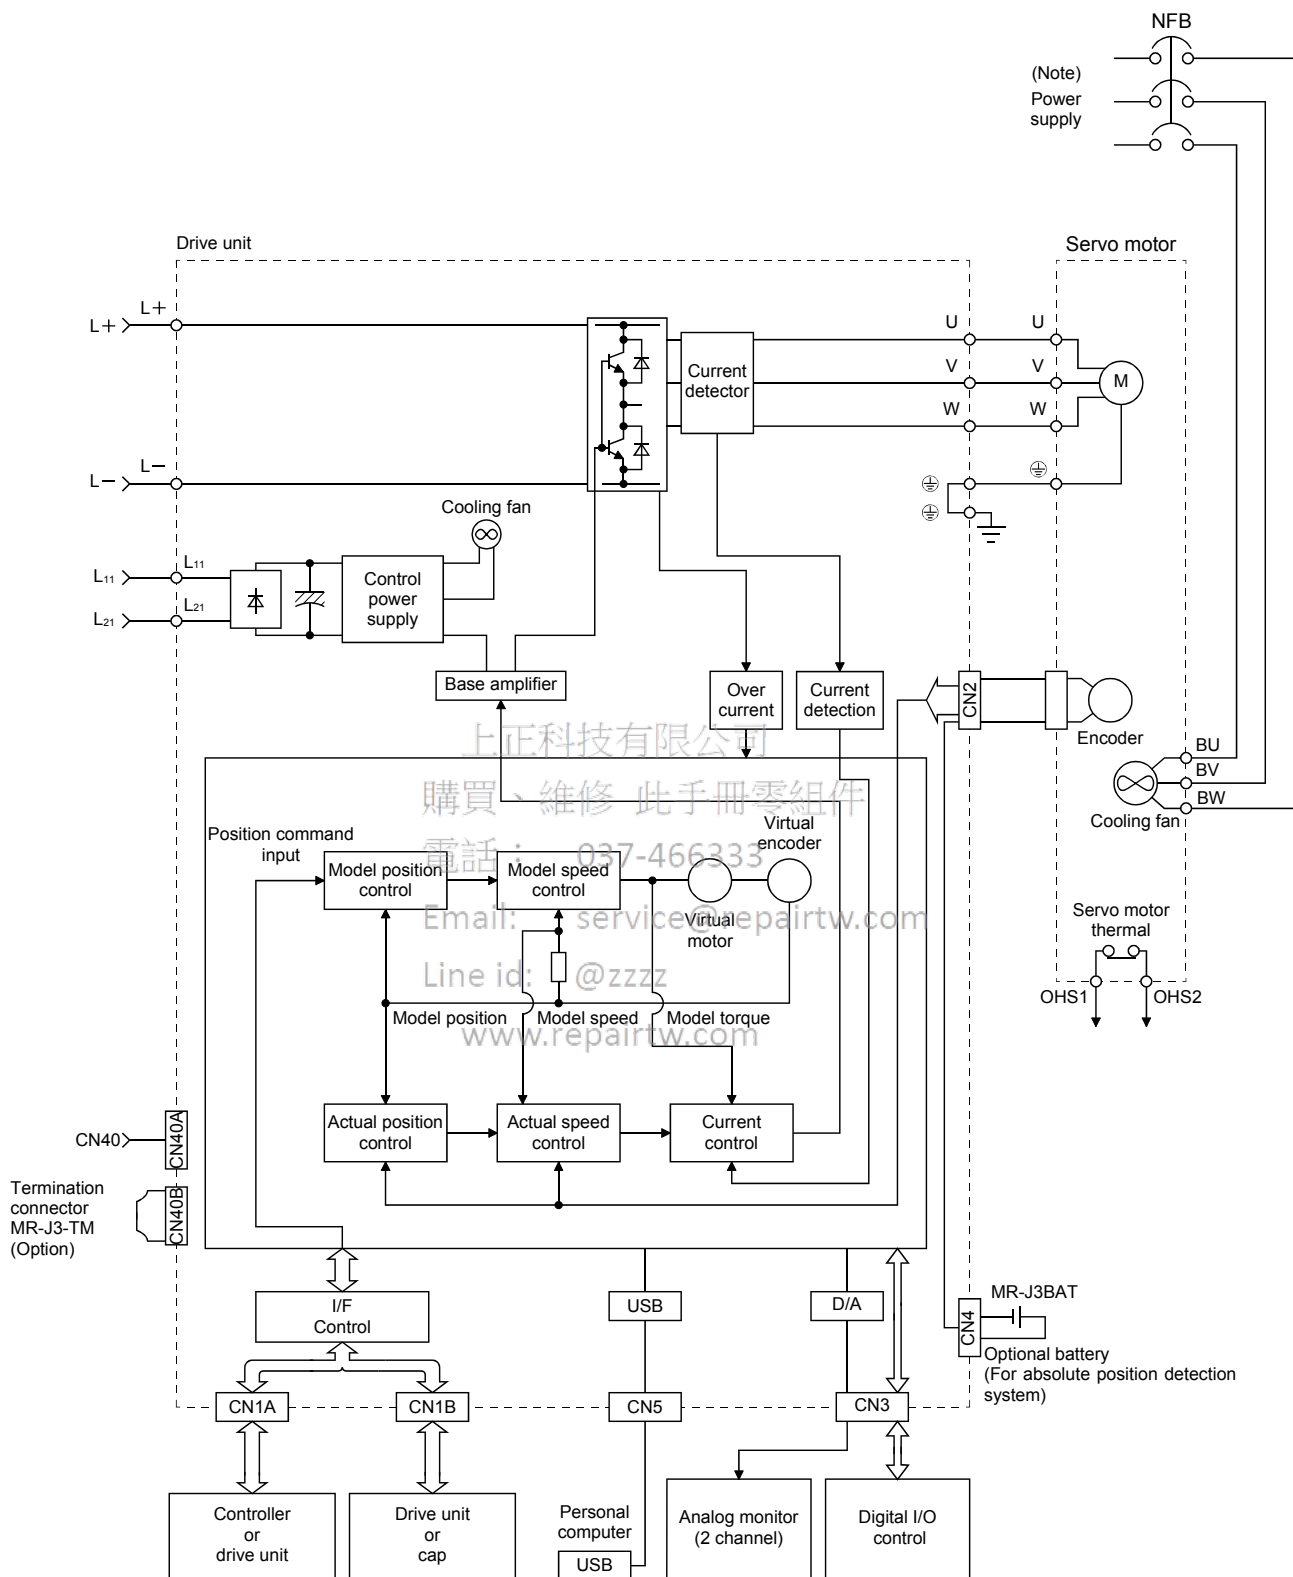 NFB
(Note)
Power
supply
Drive unit
Servo motor
L+
L+
U
U
Current
detector
V
V
M
W
W
L−
L−
Cooling fan
L11
L11
Control
power
supply
L21
L21
Base amplifier
Over
current
Current
detection
CN2
Encoder
上正科技有限公司
BU
BV
BW
Cooling fan
購買、維修 此手冊零組件
Position command
input
Virtual
encoder
電話： 037-466333
Model position
control
Model speed
control
Email: service@repairtw.com
Virtual
motor
Servo motor
thermal
Line id: @zzzz
OHS1
OHS2
Model position
Model speed
Model torque
www.repairtw.com
Actual position
control
Actual speed
control
Current
control
CN40
CN40A
Termination
connector
MR-J3-TM
(Option)
CN40B
I/F
Control
USB
D/A
MR-J3BAT
CN4
Optional battery
(For absolute position detection
system)
CN1A
CN1B
CN5
CN3
Controller
or
drive unit
Drive unit
or
cap
Personal
computer
USB
Analog monitor
(2 channel)
Digital I/O
control